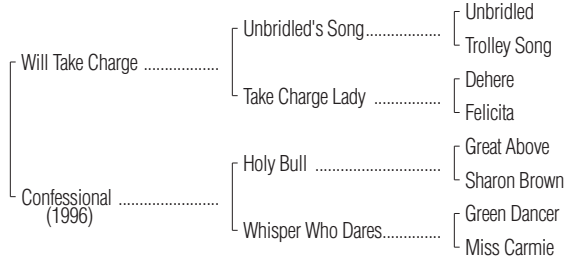 Unbridled
Unbridled's Song..................
Trolley Song
Will Take Charge ..................
Dehere
Take Charge Lady ................
Felicita
Great Above
Holy Bull ..............................
Sharon Brown
Confessional ........................
(1996)
Green Dancer
Whisper Who Dares..............
Miss Carmie